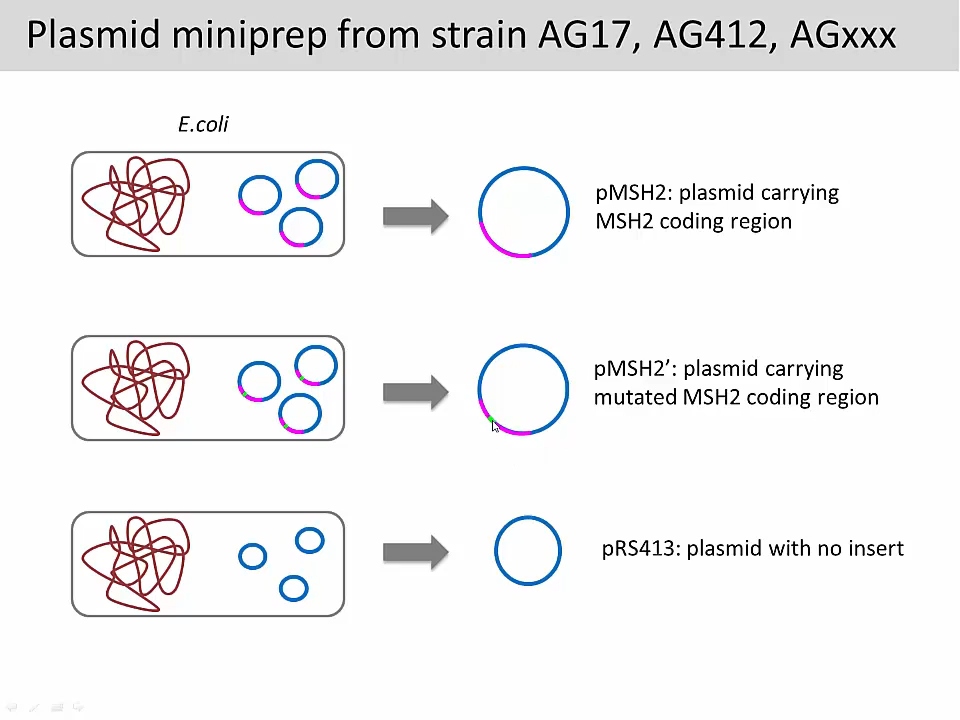 Plasmid miniprep from strain AG17, AG412, AGxxx
E.coli
pMSH2: plasmid carrying
MSH2 coding region
pMSH2’: plasmid carrying
mutated MSH2 coding region
pRS413: plasmid with no insert